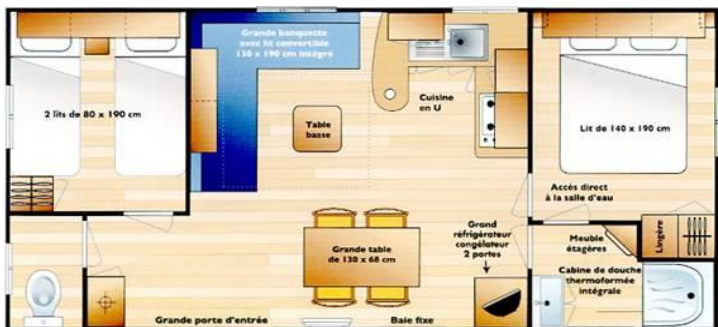 Grande banquette
avec lit convertible
130 x 190 cm intégré
2 lits de 80 x 190 cm
Table
basse
Cuisine
en U
Lit de 140 x 190 cm
Accès direct
à la salle d'eau
Grand
réfrigérateur
congélateur
2 portes
Grande table
de 130 x 68 cm
Meuble
étagères
Lingère
Cabine de douche
thermoformée
intégrale
Grande porte d'entrée
Baie fixe